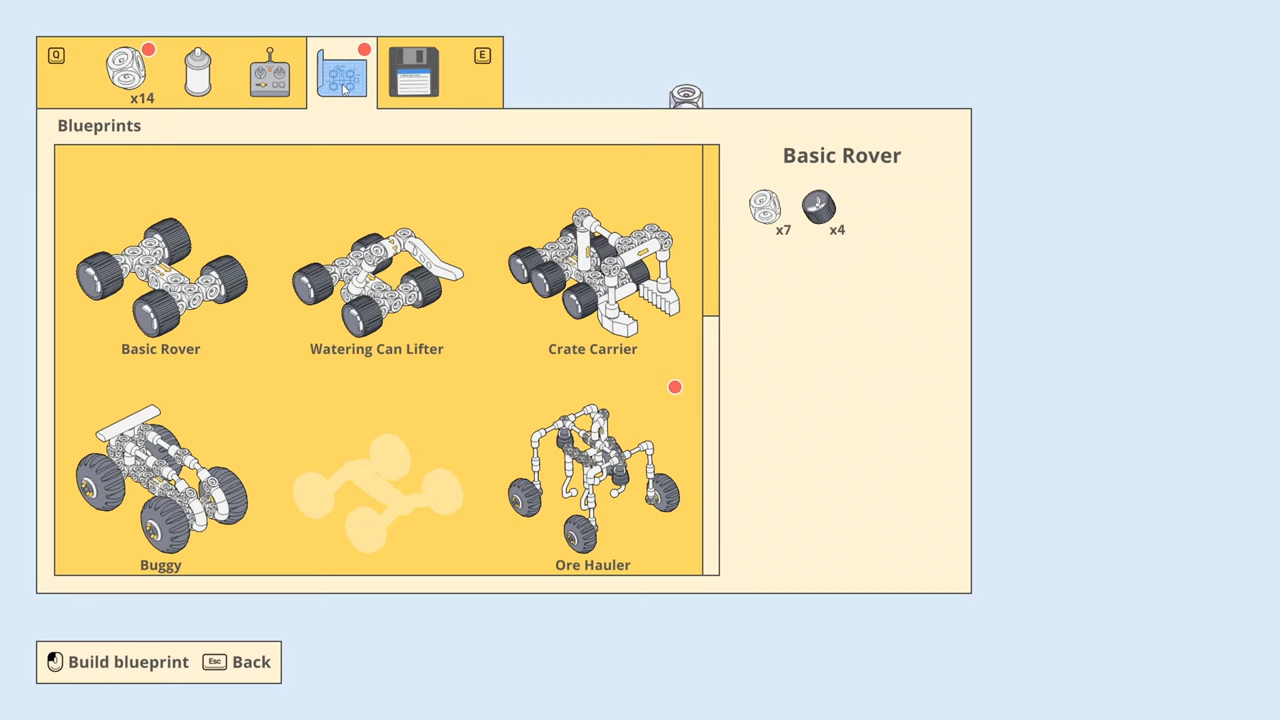 Q
E
x14
Blueprints
Basic Rover
x7
x4
Basic Rover
Watering Can Lifter
Crate Carrier
Buggy
Ore Hauler
Build blueprint
Esc
Back